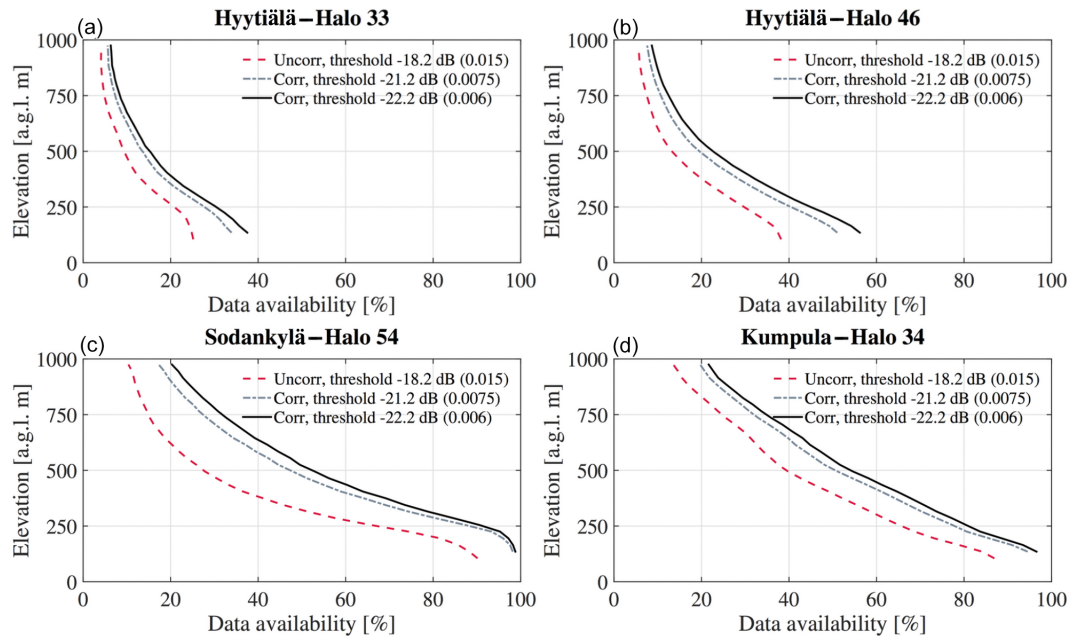 (a)
Hyytiälä–Halo 33
1000
750
500
250
0
Elevation [a.g.l. m]
Uncorr, threshold -18.2 dB (0.015)
Corr, threshold -21.2 dB (0.0075)
Corr, threshold -22.2 dB (0.006)
0 20 40 60 80 100
Data availability [%]
(b)
Hyytiälä–Halo 46
1000
750
500
250
0
Elevation [a.g.l. m]
Uncorr, threshold -18.2 dB (0.015)
Corr, threshold -21.2 dB (0.0075)
Corr, threshold -22.2 dB (0.006)
0 20 40 60 80 100
Data availability [%]
(c)
Sodankylä–Halo 54
1000
750
500
250
0
Elevation [a.g.l. m]
Uncorr, threshold -18.2 dB (0.015)
Corr, threshold -21.2 dB (0.0075)
Corr, threshold -22.2 dB (0.006)
0 20 40 60 80 100
Data availability [%]
(d)
Kumpula–Halo 34
1000
750
500
250
0
Elevation [a.g.l. m]
Uncorr, threshold -18.2 dB (0.015)
Corr, threshold -21.2 dB (0.0075)
Corr, threshold -22.2 dB (0.006)
0 20 40 60 80 100
Data availability [%]